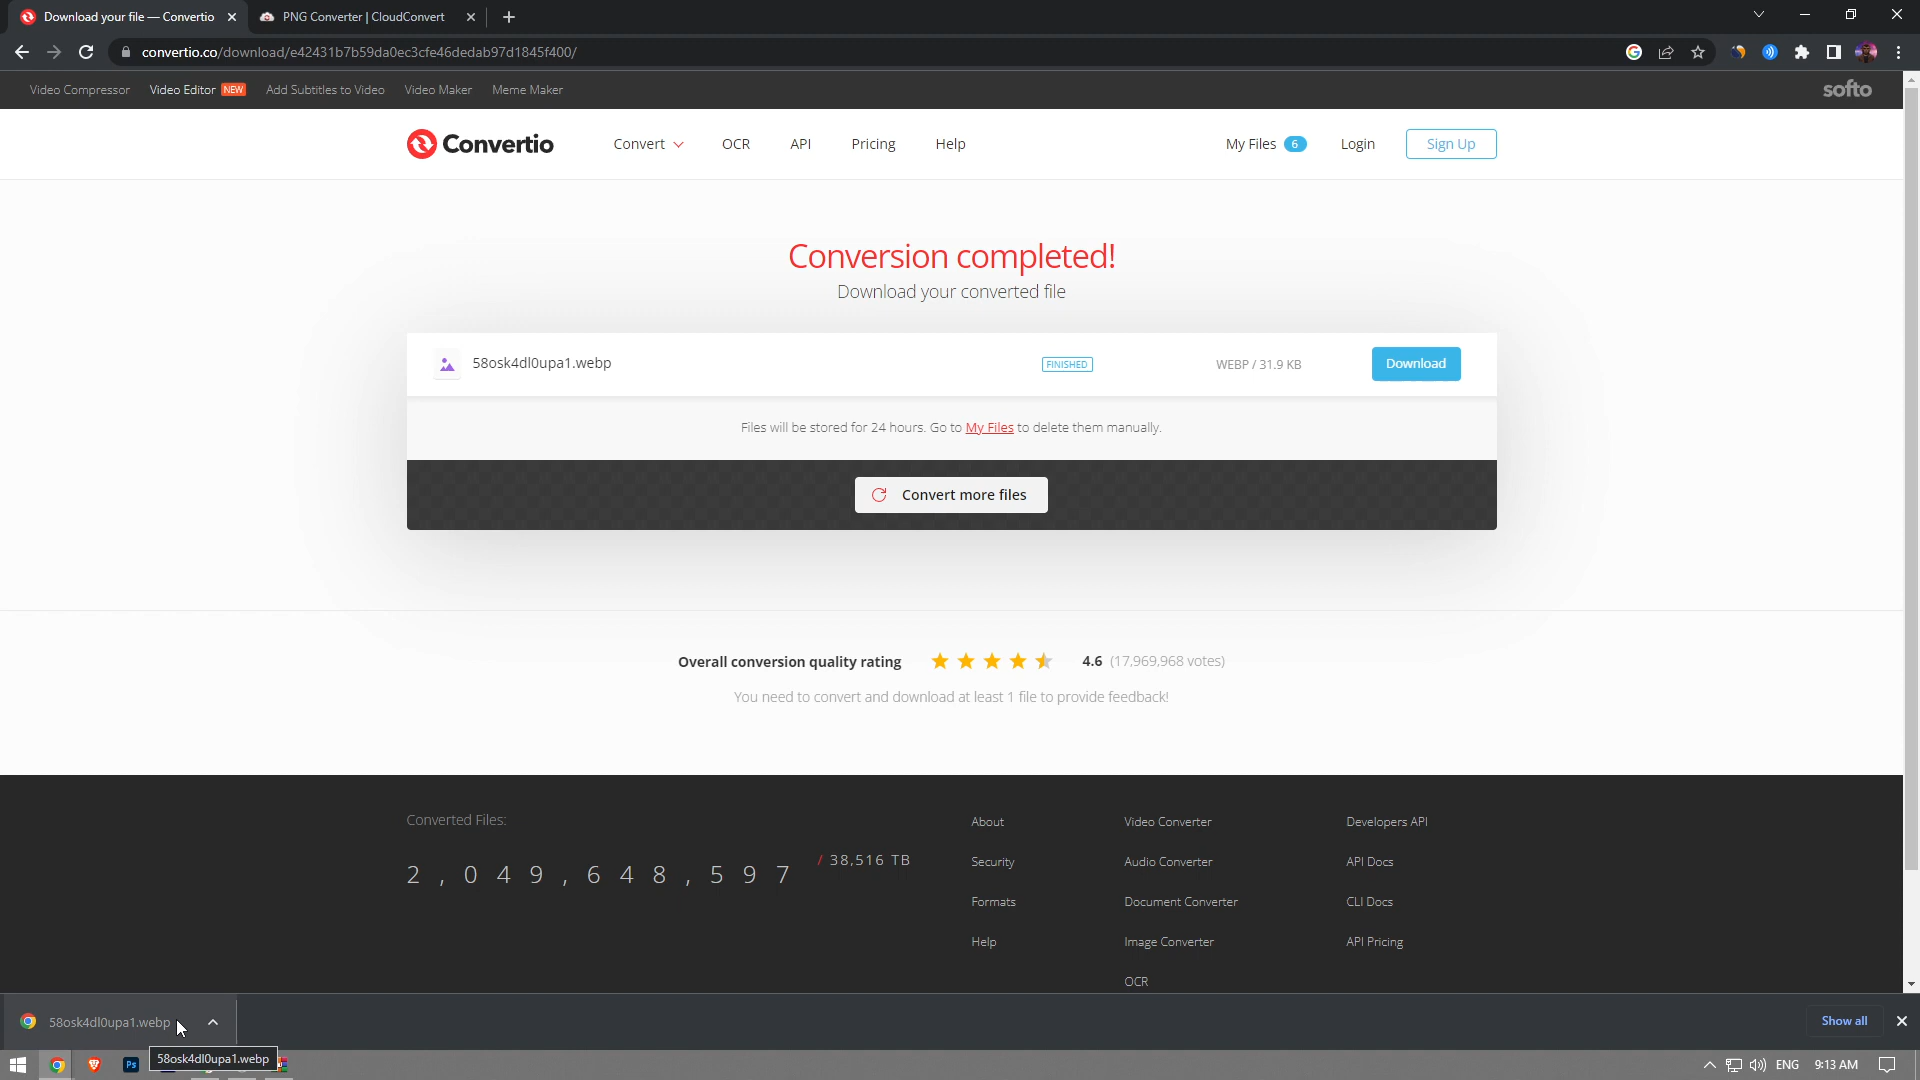 Download your file — Convertio
PNG Converter | CloudConvert
convertio.co/download/e42431b7b59da0ec3cfe46dedab97d1845f400/
Video Compressor
Video Editor NEW
Add Subtitles to Video
Video Maker
Meme Maker
softo
Convertio
Convert
OCR
API
Pricing
Help
My Files 6
Login
Sign Up
Conversion completed!
Download your converted file
58osk4dl0upa1.webp
FINISHED
WEBP / 31.9 KB
Download
Files will be stored for 24 hours. Go to My Files to delete them manually.
Convert more files
Overall conversion quality rating
4.6 (17,969,968 votes)
You need to convert and download at least 1 file to provide feedback!
Converted Files:
2,049,648,597
/ 38,516 TB
About
Security
Formats
Help
Video Converter
Audio Converter
Document Converter
Image Converter
OCR
Developers API
API Docs
CLI Docs
API Pricing
58osk4dl0upa1.webp
Show all
58osk4dl0upa1.webp
Ps
ENG
9:13 AM